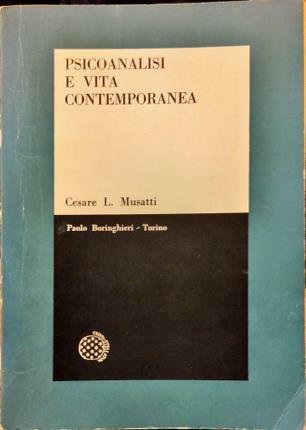 PSICOANALISI
E VITA
CONTEMPORANEA
Cesare L. Musatti
Paolo Boringhieri - Torino